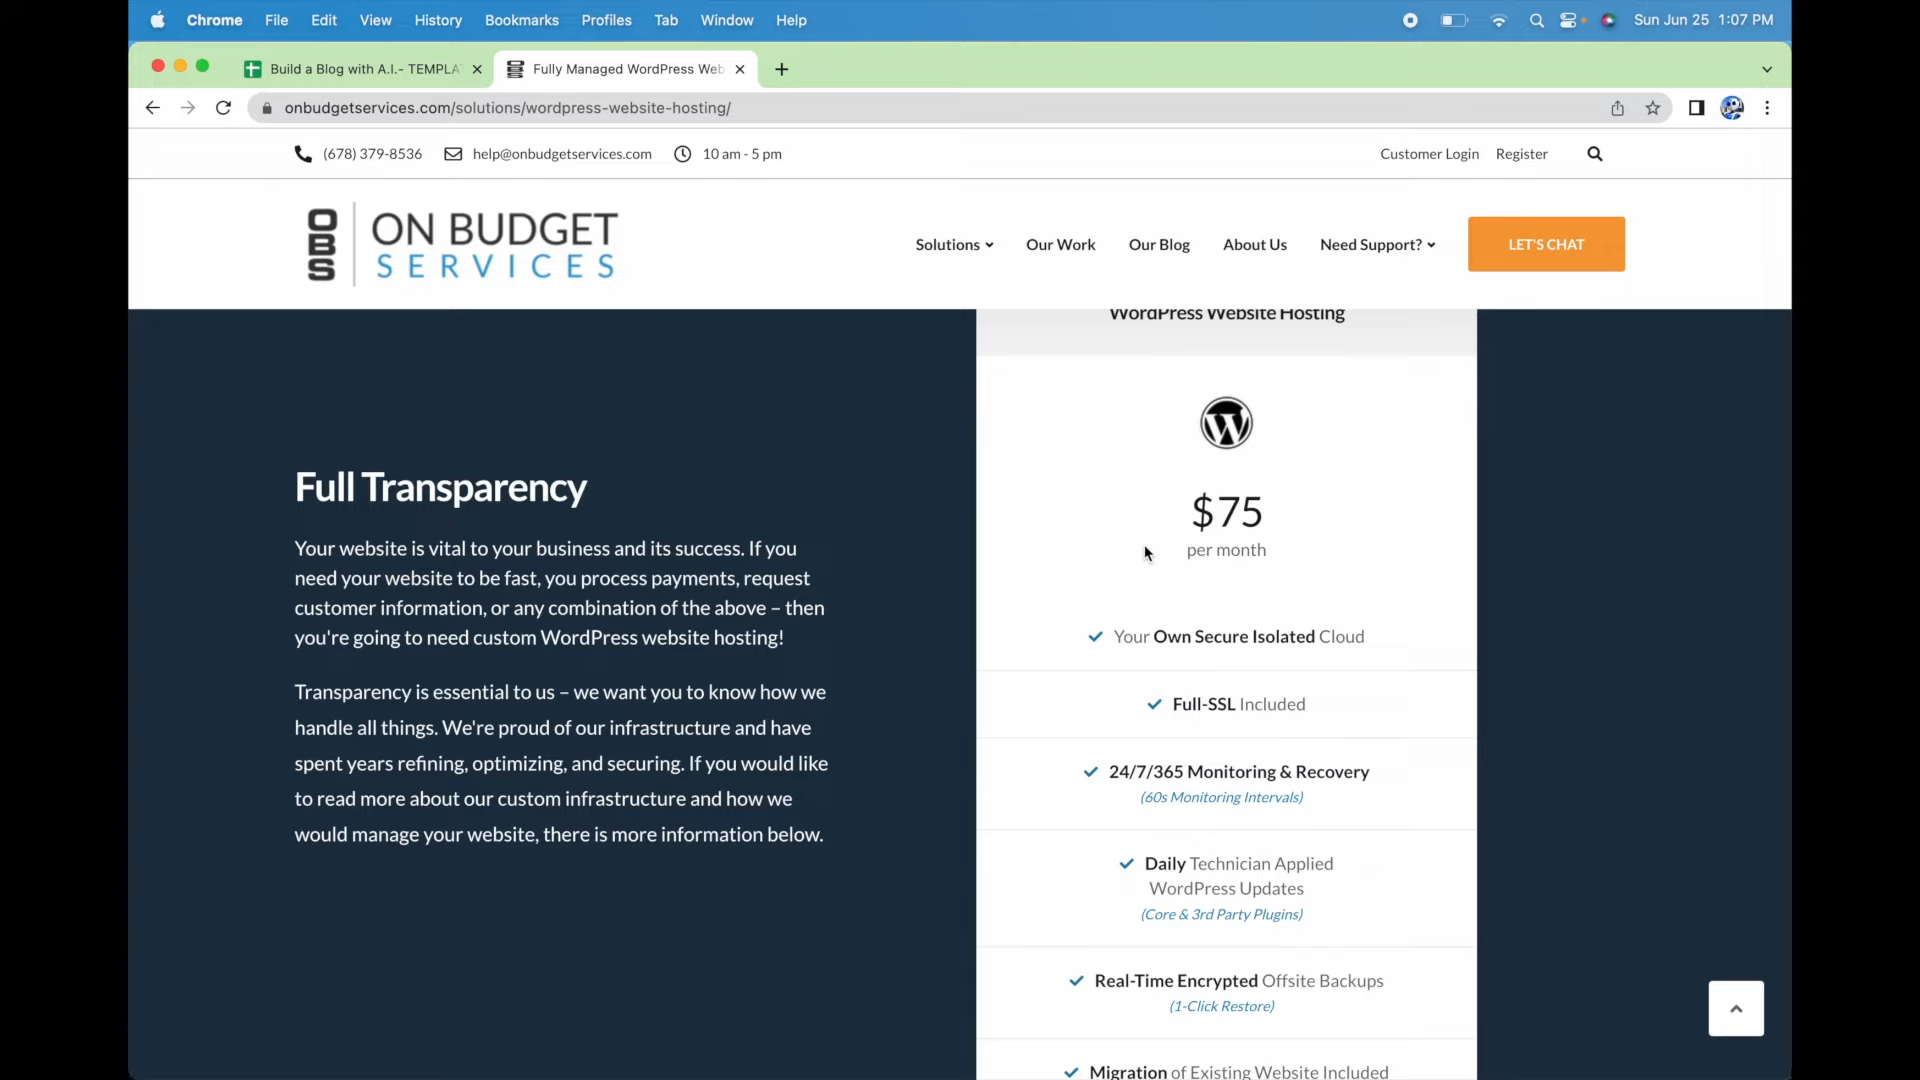 Chrome File Edit View History Bookmarks Profiles Tab Window Help Sun Jun 25 1:07 PM
Build a Blog with A.I.- TEMPLA Fully Managed WordPress Web
onbudgetservices.com/solutions/wordpress-website-hosting/
(678) 379-8536 help@onbudgetservices.com 10 am - 5 pm Customer Login Register
OBS ON BUDGET
SERVICES
Solutions Our Work Our Blog About Us Need Support? LET'S CHAT
WordPress Website Hosting
$75
per month
Full Transparency
Your website is vital to your business and its success. If you
need your website to be fast, you process payments, request
customer information, or any combination of the above – then
you're going to need custom WordPress website hosting!
Transparency is essential to us – we want you to know how we
handle all things. We're proud of our infrastructure and have
spent years refining, optimizing, and securing. If you would like
to read more about our custom infrastructure and how we
would manage your website, there is more information below.
Your Own Secure Isolated Cloud
Full-SSL Included
24/7/365 Monitoring & Recovery
(60s Monitoring Intervals)
Daily Technician Applied
WordPress Updates
(Core & 3rd Party Plugins)
Real-Time Encrypted Offsite Backups
(1-Click Restore)
Migration of Existing Website Included